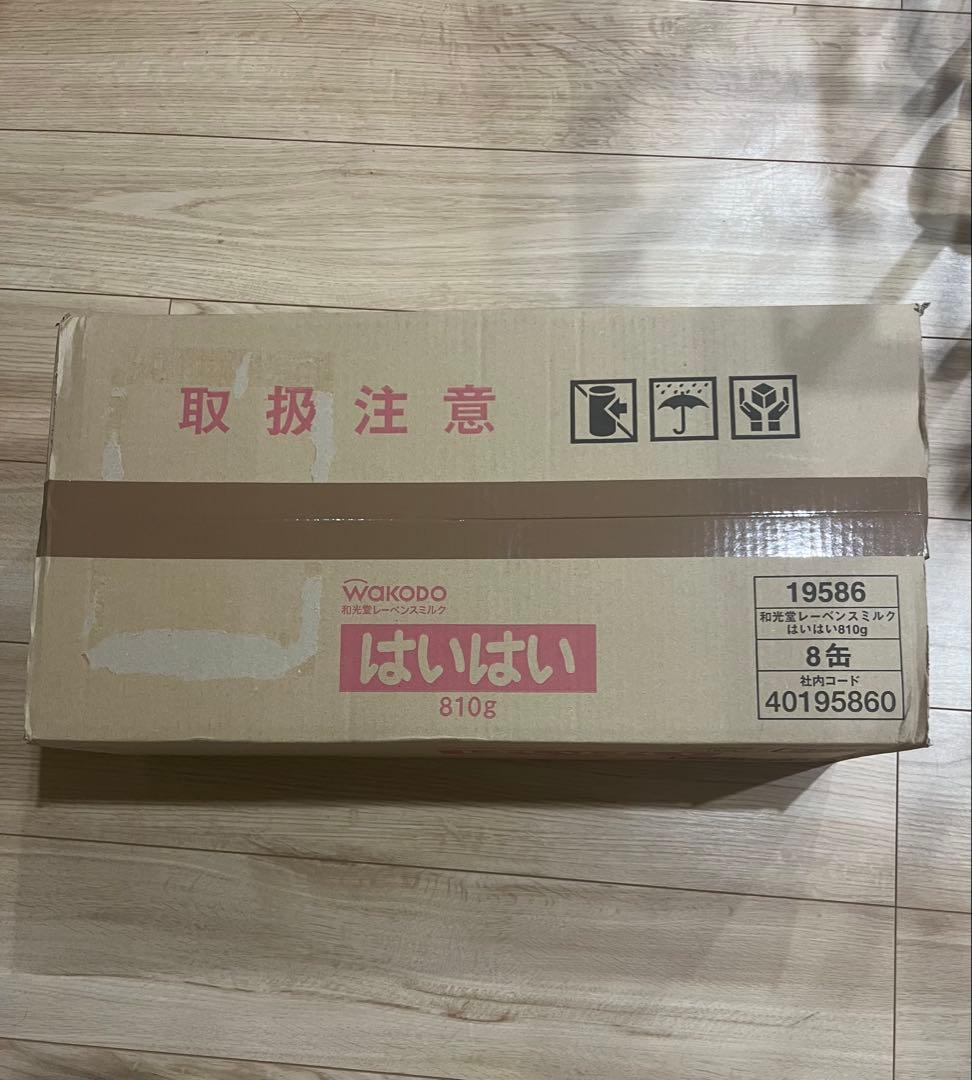 取扱注意
wakodo
和光堂レーベンスミルク
はいはい
810g
19586
和光堂レーベンスミルク
はいはい810g
8缶
社内コード
40195860